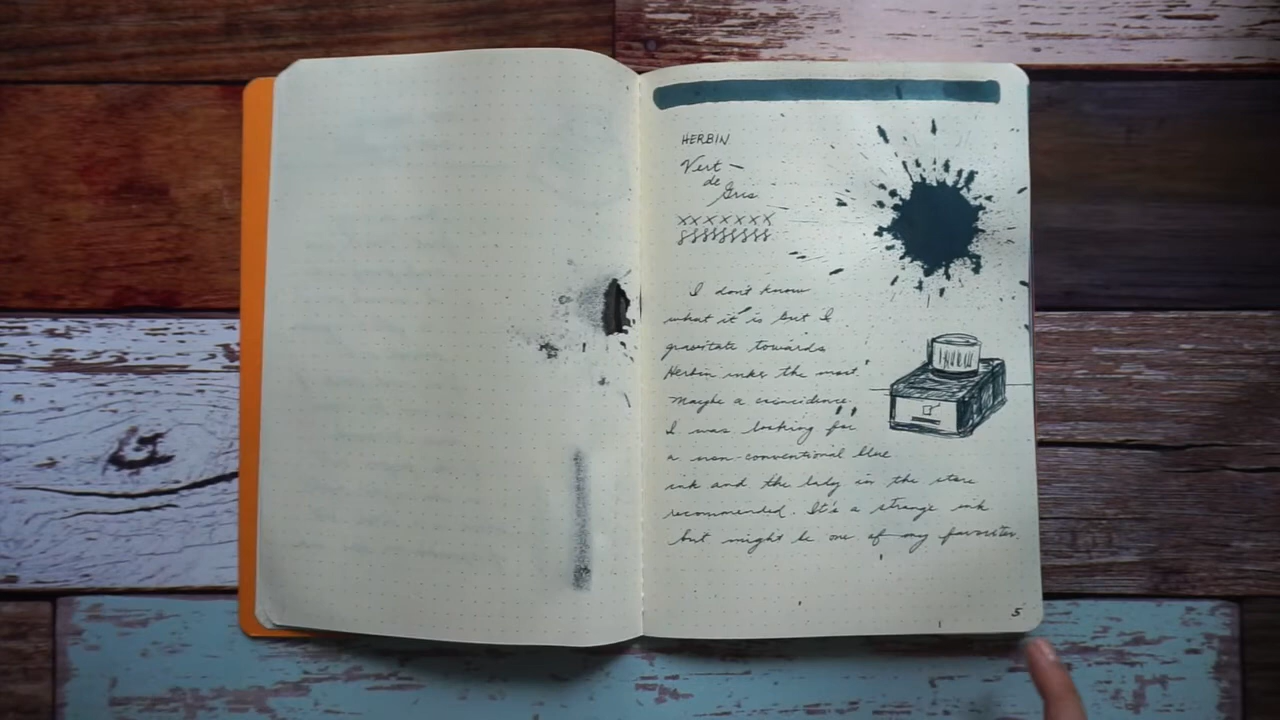 HERBIN
Vert -
de
Gris
xxxxxxx
ssssssss
I don't know
what it is but I
gravitate towards
Herbin inks the most.
Maybe a coincidence
I was looking for
a non-conventional blue
ink and the lady in the store
recommended. It's a strange ink
but might be one of my favorites.
5